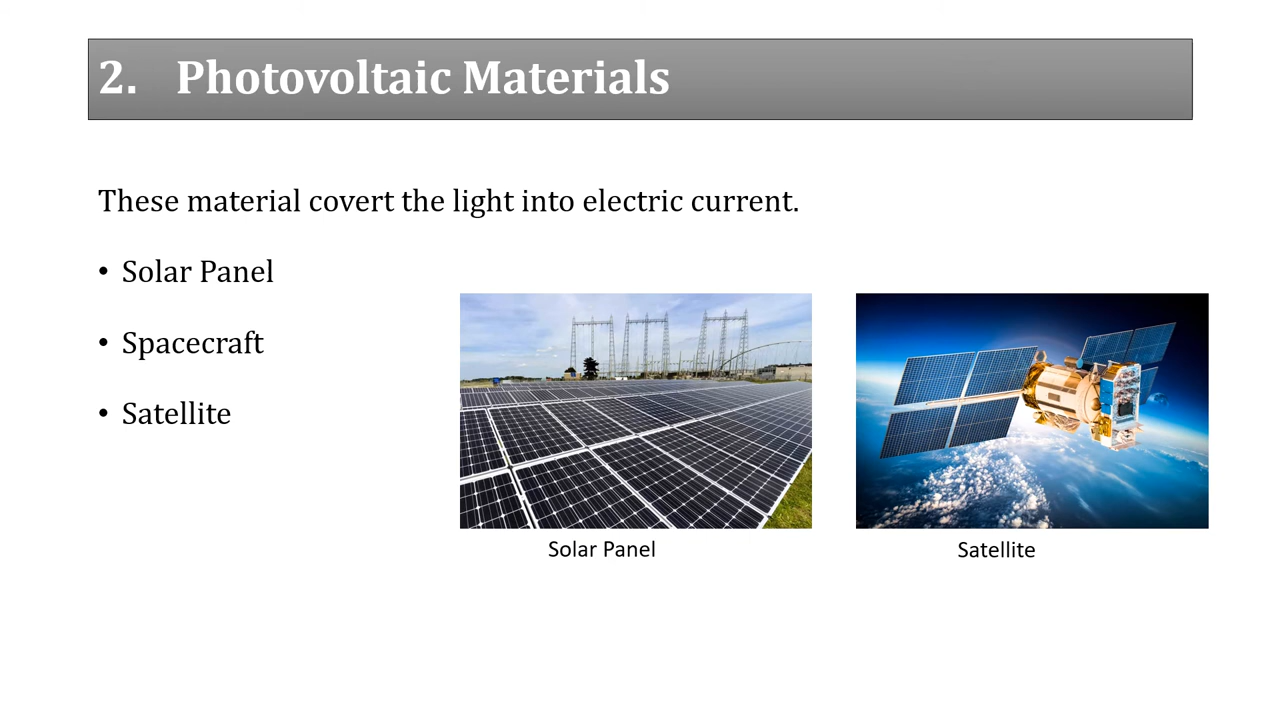 2. Photovoltaic Materials
These material covert the light into electric current.
• Solar Panel
• Spacecraft
• Satellite
Solar Panel
Satellite